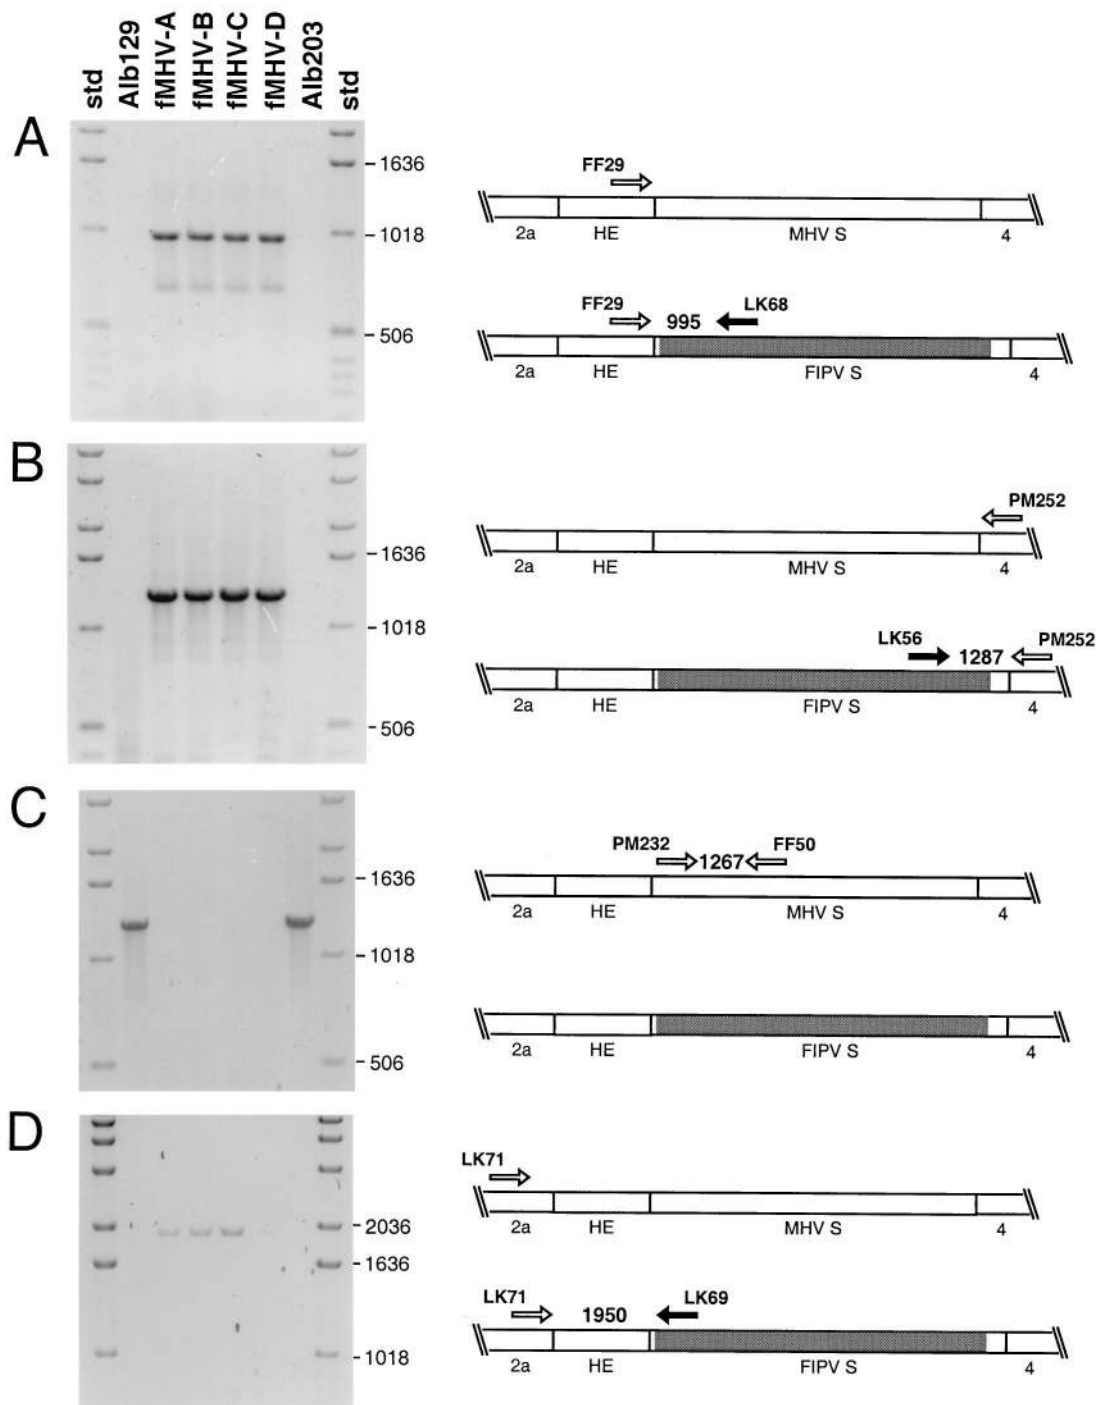 std Alb129 fMHV-A fMHV-B fMHV-C fMHV-D Alb203 std
A
1636
1018
506
FF29
2a HE MHV S 4
FF29 995 LK68
2a HE FIPV S 4
B
1636
1018
506
PM252
2a HE MHV S 4
LK56 1287 PM252
2a HE FIPV S 4
C
1636
1018
506
PM232 1267 FF50
2a HE MHV S 4
2a HE FIPV S 4
D
2036
1636
1018
LK71
2a HE MHV S 4
LK71 1950 LK69
2a HE FIPV S 4